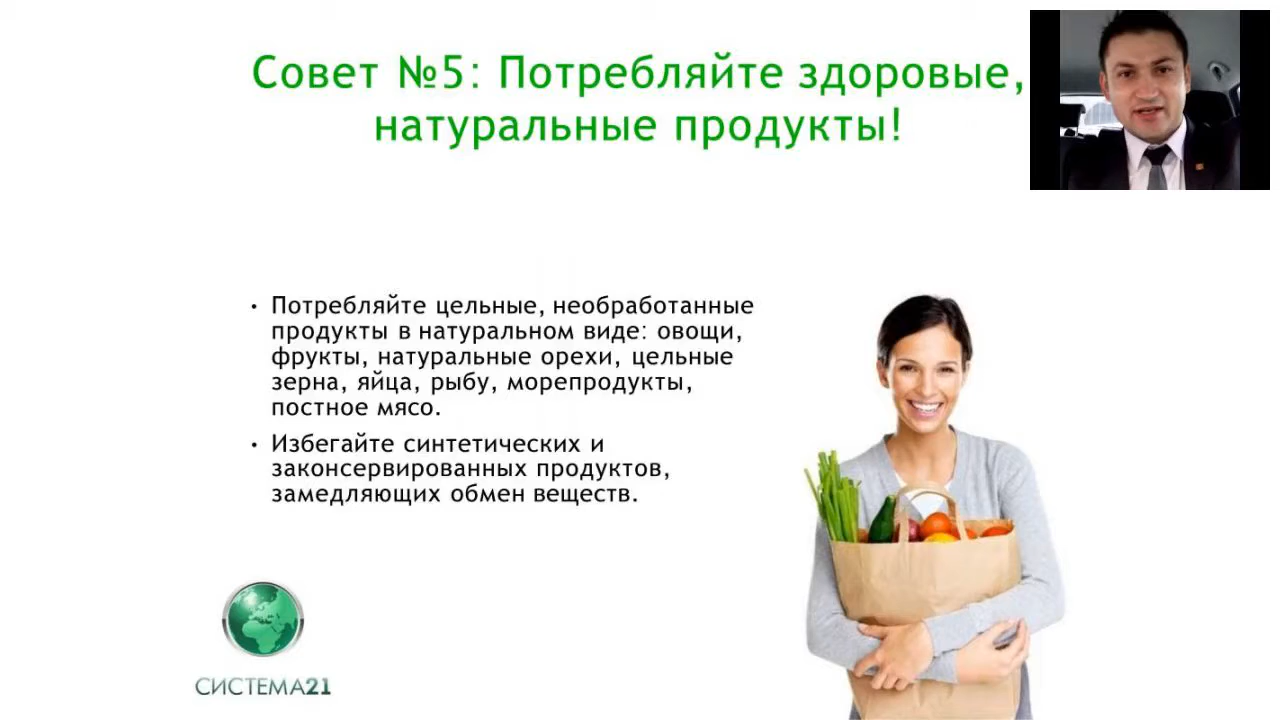 Совет №5: Потребляйте здоровые,
натуральные продукты!
• Потребляйте цельные, необработанные
продукты в натуральном виде: овощи,
фрукты, натуральные орехи, цельные
зерна, яйца, рыбу, морепродукты,
постное мясо.
• Избегайте синтетических и
законсервированных продуктов,
замедляющих обмен веществ.
СИСТЕМА21